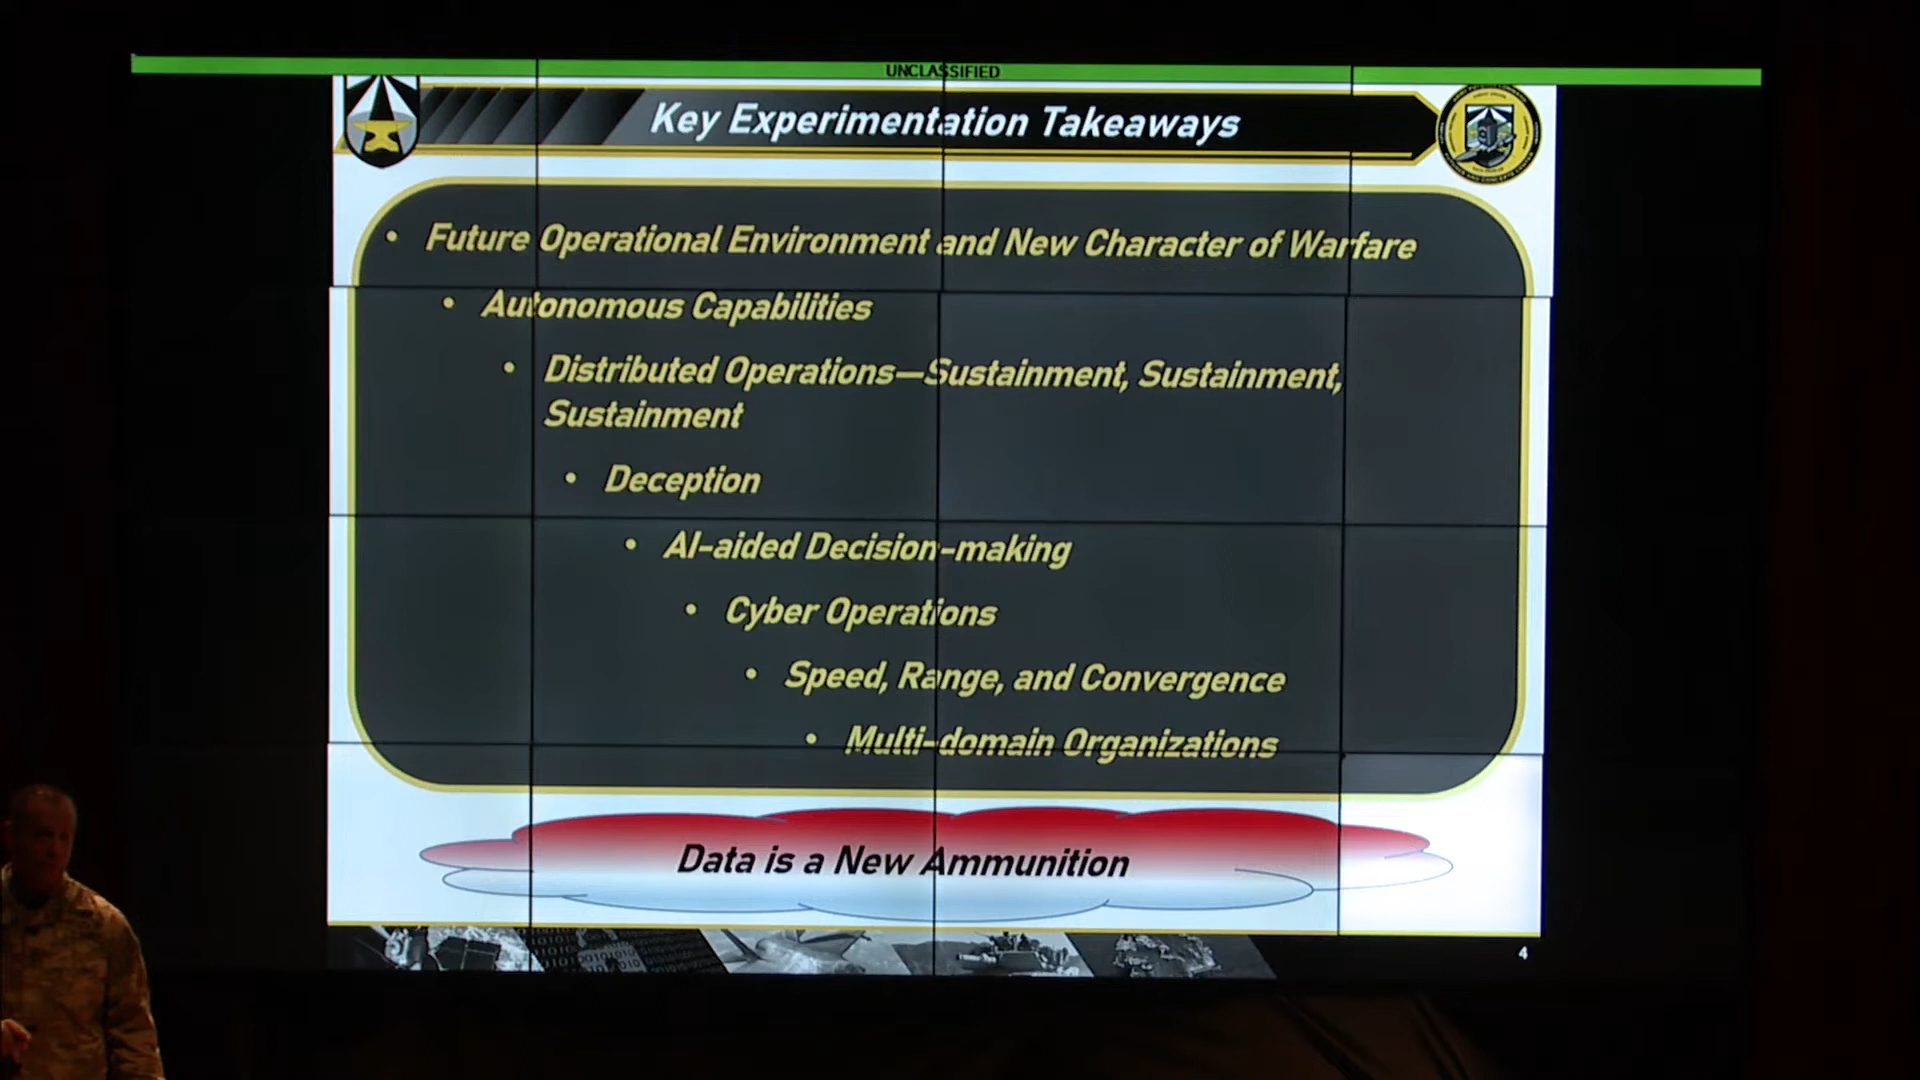 UNCLASSIFIED
Key Experimentation Takeaways
• Future Operational Environment and New Character of Warfare
• Autonomous Capabilities
• Distributed Operations—Sustainment, Sustainment,
Sustainment
• Deception
• AI-aided Decision-making
• Cyber Operations
• Speed, Range, and Convergence
• Multi-domain Organizations
Data is a New Ammunition
4